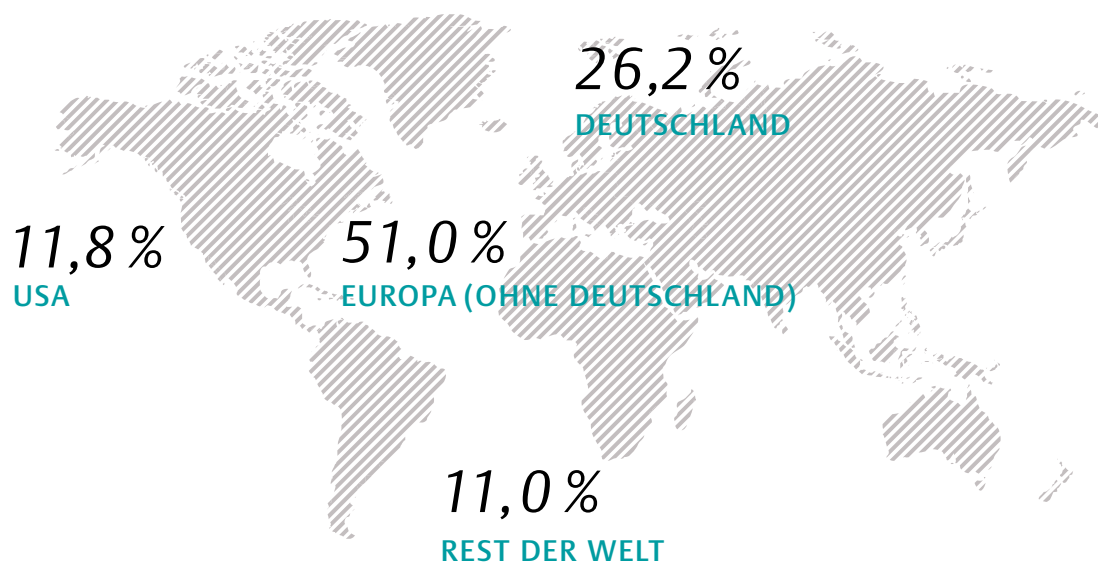 26,2 %
DEUTSCHLAND
11,8 %
USA
51,0 %
EUROPA (OHNE DEUTSCHLAND)
11,0 %
REST DER WELT